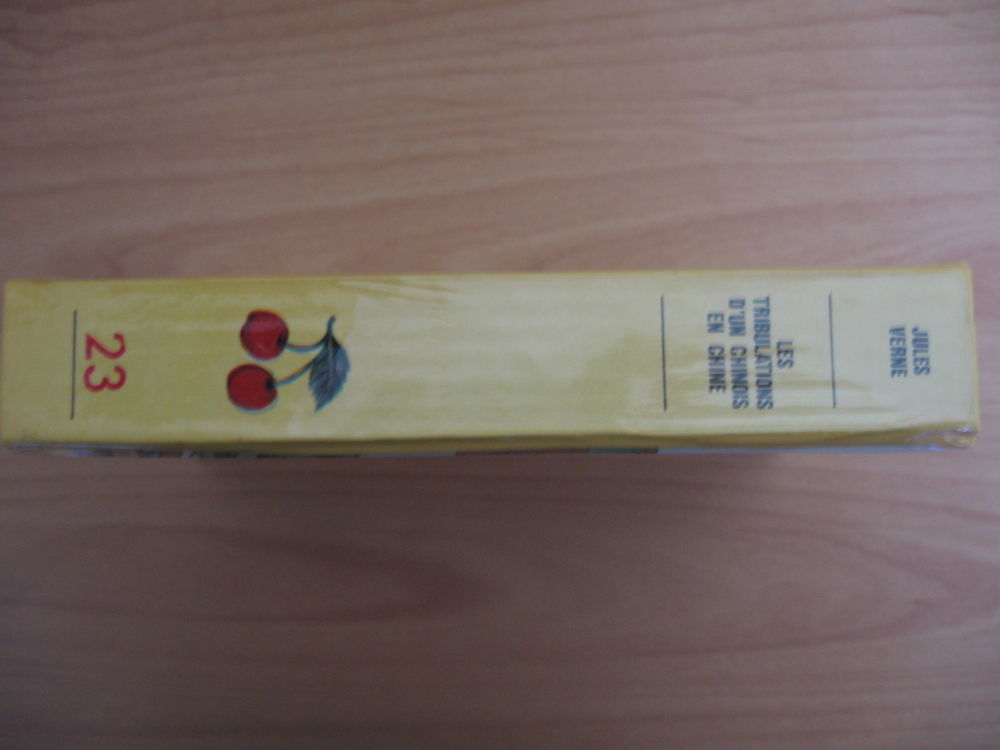 JULES
VERNE
LES
TRIBULATIONS
D'UN CHINOIS
EN CHINE
23